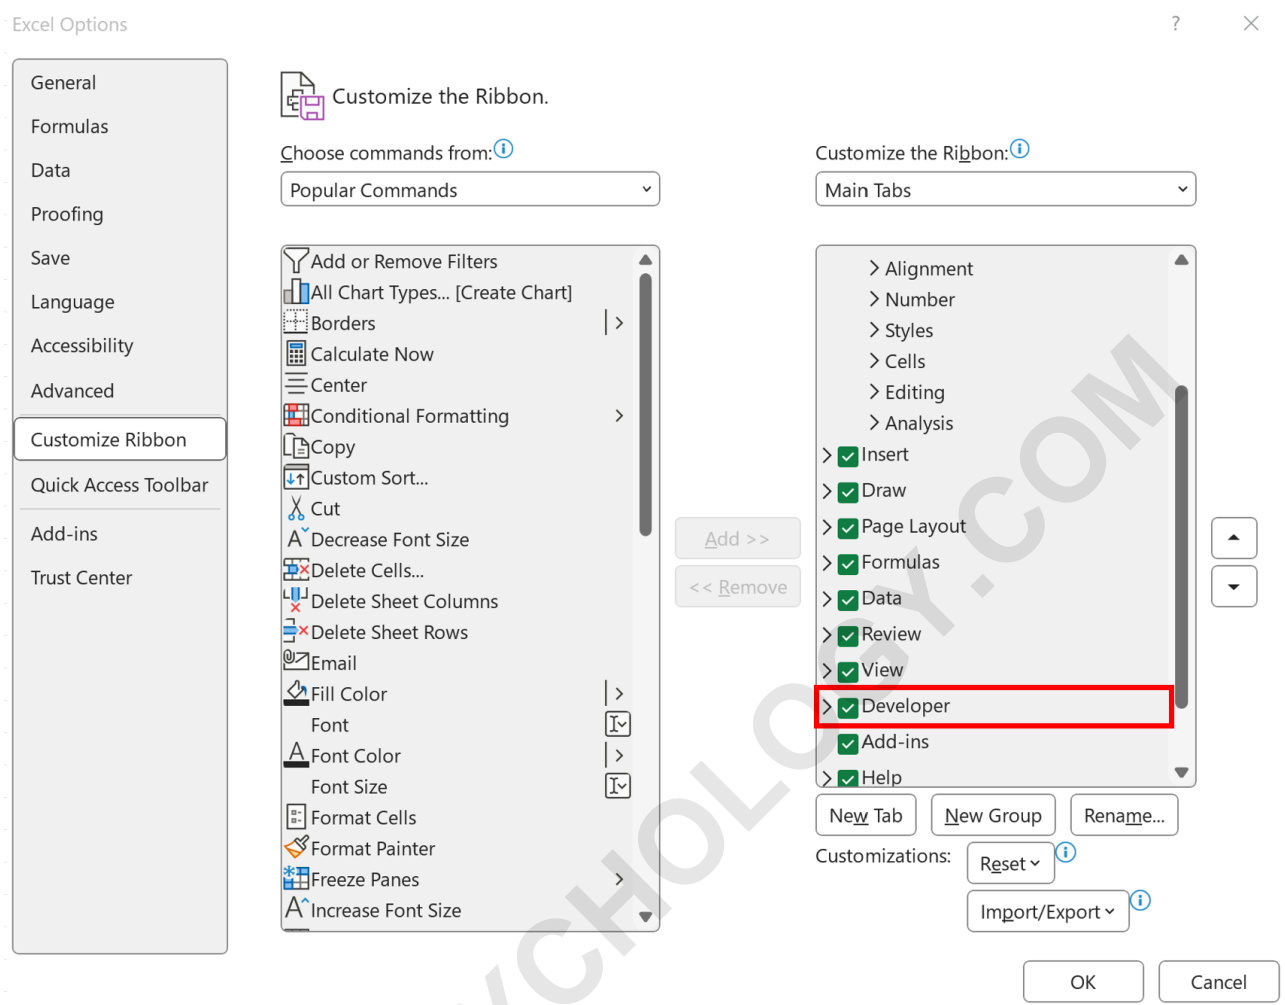 Excel Options
?
General
Formulas
Data
Proofing
Save
Language
Accessibility
Advanced
Customize Ribbon
Quick Access Toolbar
Add-ins
Trust Center
Customize the Ribbon.
Choose commands from:
Popular Commands
Add or Remove Filters
All Chart Types... [Create Chart]
Borders
Calculate Now
Center
Conditional Formatting
Copy
Custom Sort...
Cut
Decrease Font Size
Delete Cells...
Delete Sheet Columns
Delete Sheet Rows
Email
Fill Color
Font
Font Color
Font Size
Format Cells
Format Painter
Freeze Panes
Increase Font Size
Add >>
<< Remove
Customize the Ribbon:
Main Tabs
Alignment
Number
Styles
Cells
Editing
Analysis
Insert
Draw
Page Layout
Formulas
Data
Review
View
Developer
Add-ins
Help
New Tab
New Group
Rename...
Customizations:
Reset
Import/Export
OK
Cancel
YCHOLOGY.COM